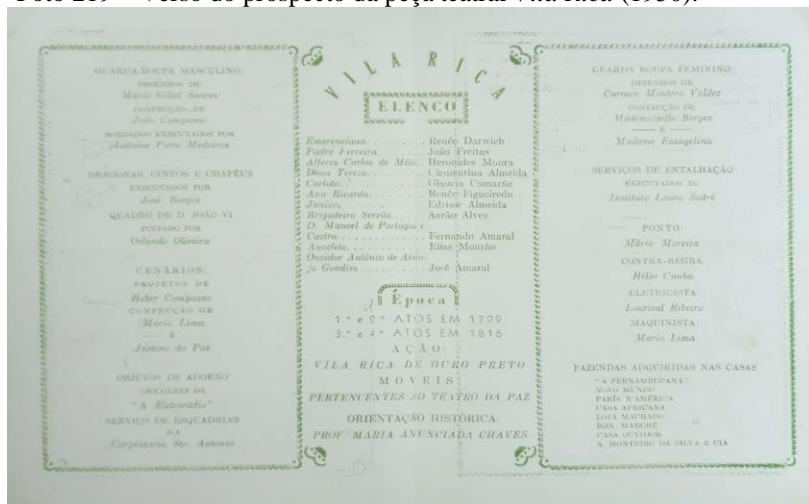 Foto 219 – Verso do prospecto da peça teatral Vila Rica (1950).
GUARDA-ROUPA MASCULINO:
DESENHOS DE
Mário Gillet Soares
CONFECÇÃO DE
João Compasso
BORDADOS EXECUTADOS POR
Madame Porto Medeiros
DRAGONAS, CINTOS E CHAPÉUS
EXECUTADOS POR
José Borges
QUADRO DE D. JOÃO VI
PINTADO POR
Orlando Oliveira
CENÁRIOS:
PROJETOS DE
Heber Compasso
CONFECÇÃO DE
Mário Lima
E
Justino da Paz
OBJETOS DE ADORNO
GENTILEZA DA
"A Eletrorádio"
SERVIÇO DE ESQUADRIAS
DA
Carpintaria Sto. Antonio
VILA RICA
ELENCO
Emerenciana......... Renée Darwich
Padre Ferreira....... João Freitas
Alferes Carlos de Mélo. Heronides Moura
Dona Tereza......... Clementina Almeida
Carlota............. Glaucia Camarão
Ana Ricarda......... Renée Figueiredo
Janico.............. Edrisse Almeida
Brigadeiro Serrão..... Asrão Alves
D. Manoel de Portugal e
Castro.............. Fernando Amaral
Anacleto............ Elias Mourão
Ouvidor Antônio de Arau-
jo Gondim.......... José Amaral
Época
1.º e 2.º ATOS EM 1799
3.º e 4.º ATOS EM 1816
AÇÃO:
VILA RICA DE OURO PRETO
MOVEIS:
PERTENCENTES AO TEATRO DA PAZ
ORIENTAÇÃO HISTÓRICA:
PROF. MARIA ANUNCIADA CHAVES
GUARDA ROUPA FEMININO:
DESENHOS DE
Carmen Montero Valdez
CONFECÇÃO DE
Mademoiselle Borges
E
Madame Evangelina
SERVIÇOS DE ENTALHAÇÃO
EXECUTADOS NO
Instituto Lauro Sodré
PONTO:
Mário Moreira
CONTRA-REGRA:
Hélio Cunha
ELETRICISTA:
Lourival Ribeiro
MAQUINISTA:
Mário Lima
FAZENDAS ADQUIRIDAS NAS CASAS
"A PERNAMBUCANA"
NOVO MUNDO
PARIS N'AMÉRICA
CASA AFRICANA
LOJA MACHADO
BON MARCHÉ
CASA OUVIDOR
A. MONTEIRO DA SILVA & CIA